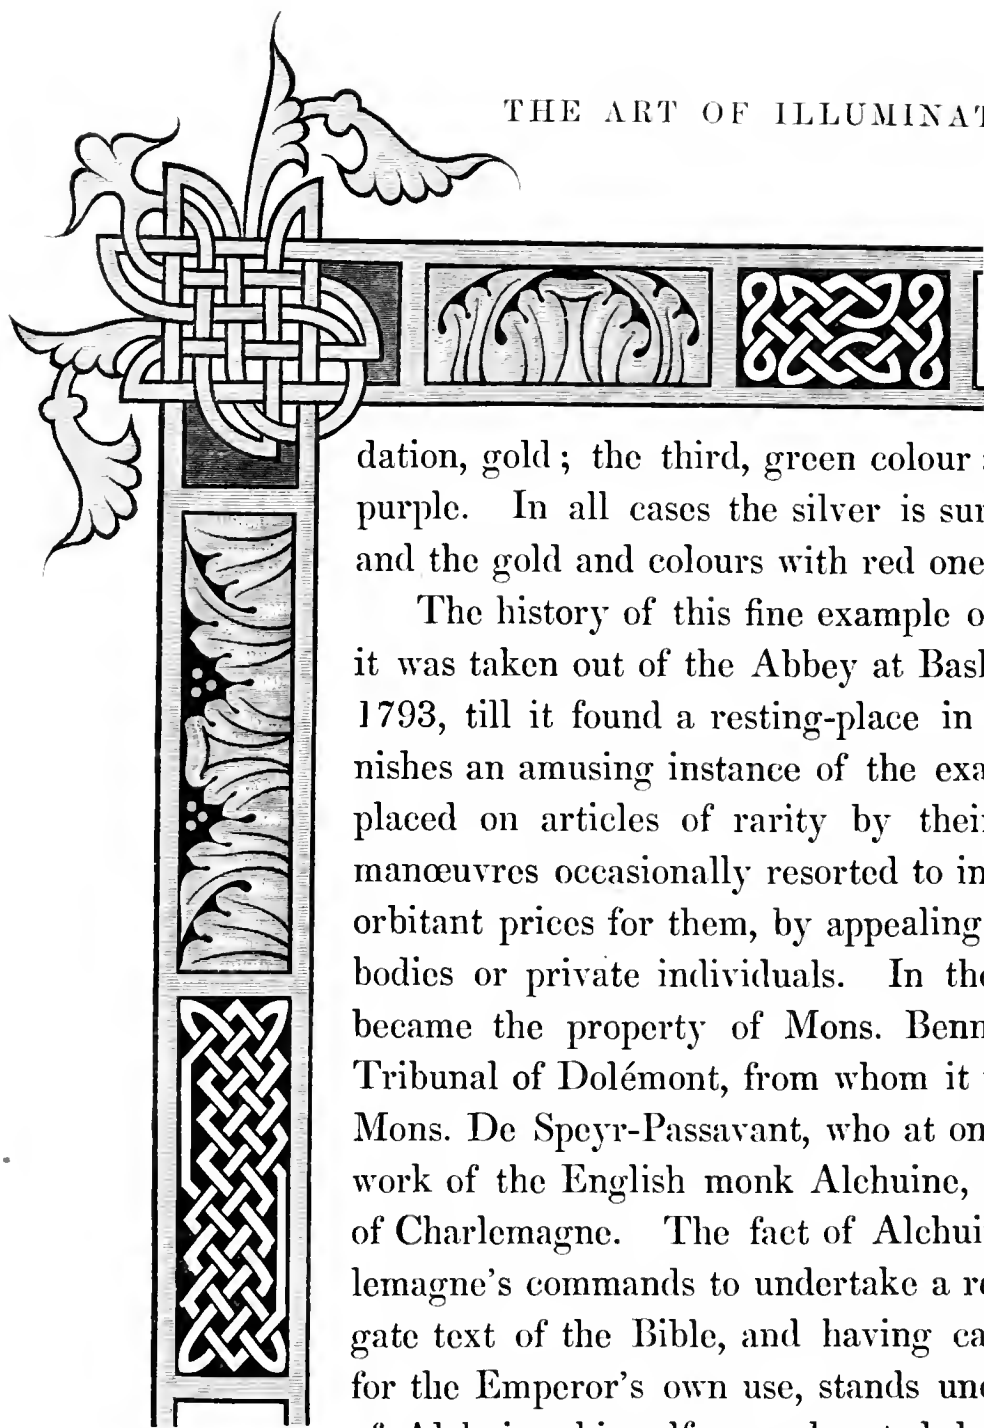 THE ART OF ILLUMINAT
dation, gold; the third, green colour
purple. In all cases the silver is sur
and the gold and colours with red one
The history of this fine example o
it was taken out of the Abbey at Basl
1793, till it found a resting-place in
nishes an amusing instance of the exa
placed on articles of rarity by their
manœuvres occasionally resorted to in
orbitant prices for them, by appealing
bodies or private individuals. In the
became the property of Mons. Benn
Tribunal of Dolémont, from whom it
Mons. De Speyr-Passavant, who at on
work of the English monk Alchuine,
of Charlemagne. The fact of Alchui
lemagne's commands to undertake a re
gate text of the Bible, and having ca
for the Emperor's own use, stands und